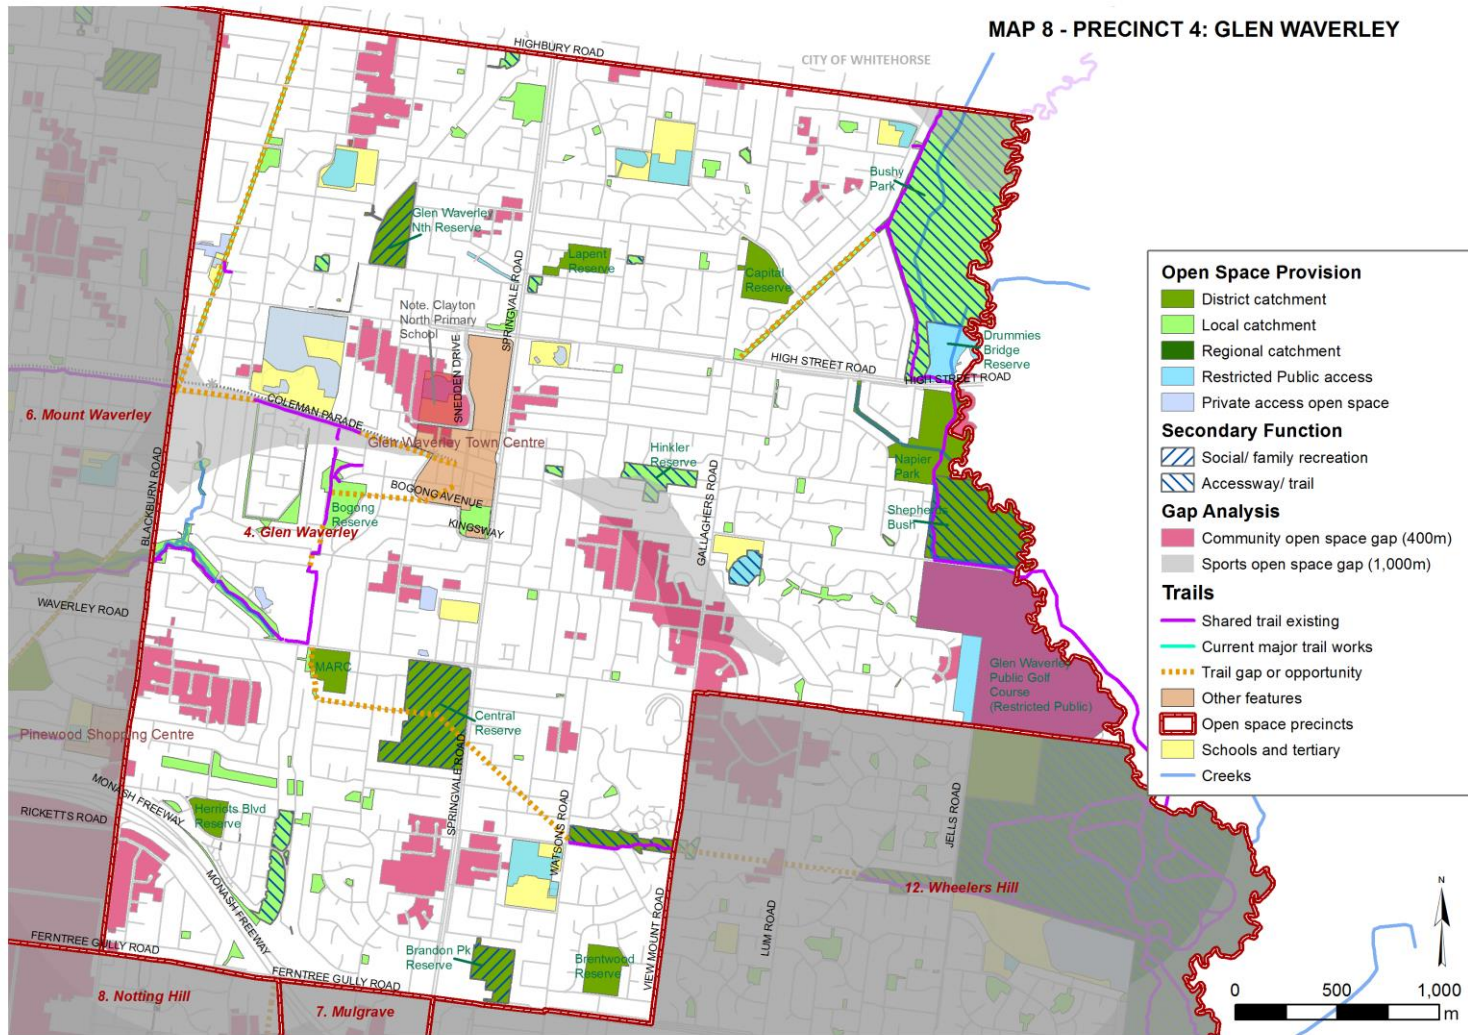 MAP 8 - PRECINCT 4: GLEN WAVERLEY
HIGHBURY ROAD
CITY OF WHITEHORSE
Bushy
Park
Glen Waverley
Nth Reserve
SPRINGVALE ROAD
Lapent
Reserve
Capital
Reserve
Note. Clayton
North Primary
School
SNEDDEN DRIVE
HIGH STREET ROAD
Drummies
Bridge
Reserve
HIGH STREET ROAD
6. Mount Waverley
COLEMAN PARADE
Glen Waverley Town Centre
Hinkler
Reserve
Napier
Park
BLACKBURN ROAD
BOGONG AVENUE
Bogong
Reserve
KINGSWAY
4. Glen Waverley
GALLAGHERS ROAD
Shepherds
Bush
WAVERLEY ROAD
MARC
Glen Waverley
Public Golf
Course
(Restricted Public)
Central
Reserve
Pinewood Shopping Centre
MONASH FREEWAY
RICKETTS ROAD
Herriots Blvd
Reserve
SPRINGVALE ROAD
WATSONS ROAD
JELLS ROAD
12. Wheelers Hill
MONASH FREEWAY
LUM ROAD
VIEW MOUNT ROAD
FERNTREE GULLY ROAD
Brandon Pk
Reserve
Brentwood
Reserve
FERNTREE GULLY ROAD
8. Notting Hill
7. Mulgrave
Open Space Provision
District catchment
Local catchment
Regional catchment
Restricted Public access
Private access open space
Secondary Function
Social/ family recreation
Accessway/ trail
Gap Analysis
Community open space gap (400m)
Sports open space gap (1,000m)
Trails
Shared trail existing
Current major trail works
Trail gap or opportunity
Other features
Open space precincts
Schools and tertiary
Creeks
N
0 500 1,000
m